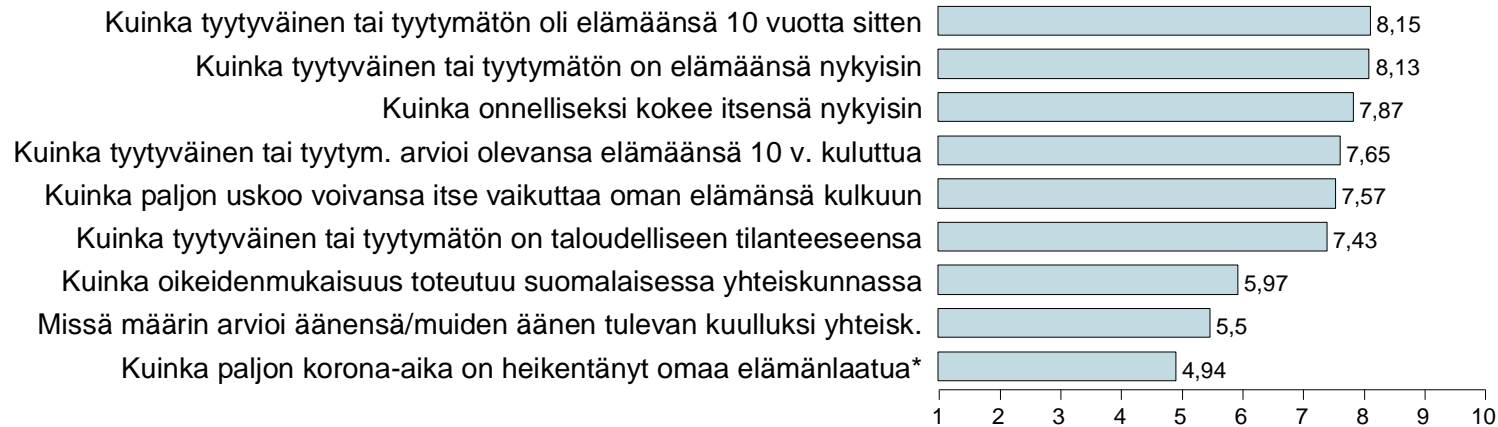 Kuinka tyytyväinen tai tyytymätön oli elämäänsä 10 vuotta sitten 8,15
Kuinka tyytyväinen tai tyytymätön on elämäänsä nykyisin 8,13
Kuinka onnelliseksi kokee itsensä nykyisin 7,87
Kuinka tyytyväinen tai tyytym. arvioi olevansa elämäänsä 10 v. kuluttua 7,65
Kuinka paljon uskoo voivansa itse vaikuttaa oman elämänsä kulkuun 7,57
Kuinka tyytyväinen tai tyytymätön on taloudelliseen tilanteeseensa 7,43
Kuinka oikeidenmukaisuus toteutuu suomalaisessa yhteiskunnassa 5,97
Missä määrin arvioi äänensä/muiden äänen tulevan kuulluksi yhteisk. 5,5
Kuinka paljon korona-aika on heikentänyt omaa elämänlaatua* 4,94
1 2 3 4 5 6 7 8 9 10